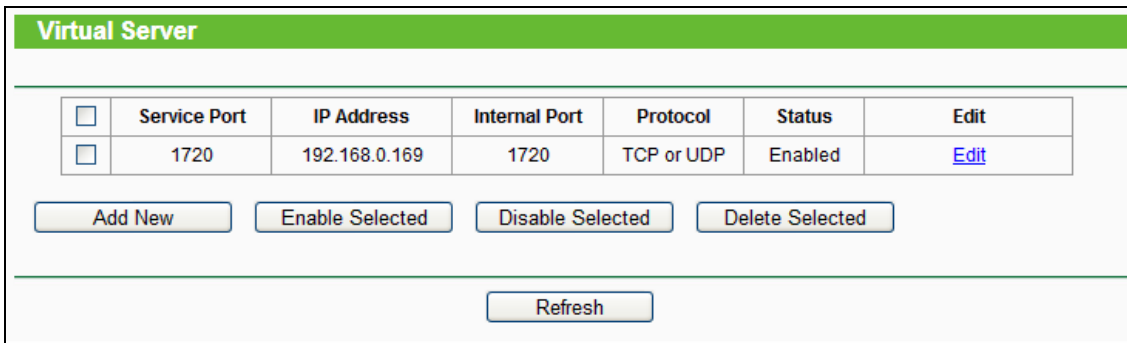 Virtual Server
Service Port IP Address Internal Port Protocol Status Edit
1720 192.168.0.169 1720 TCP or UDP Enabled Edit
Add New Enable Selected Disable Selected Delete Selected
Refresh